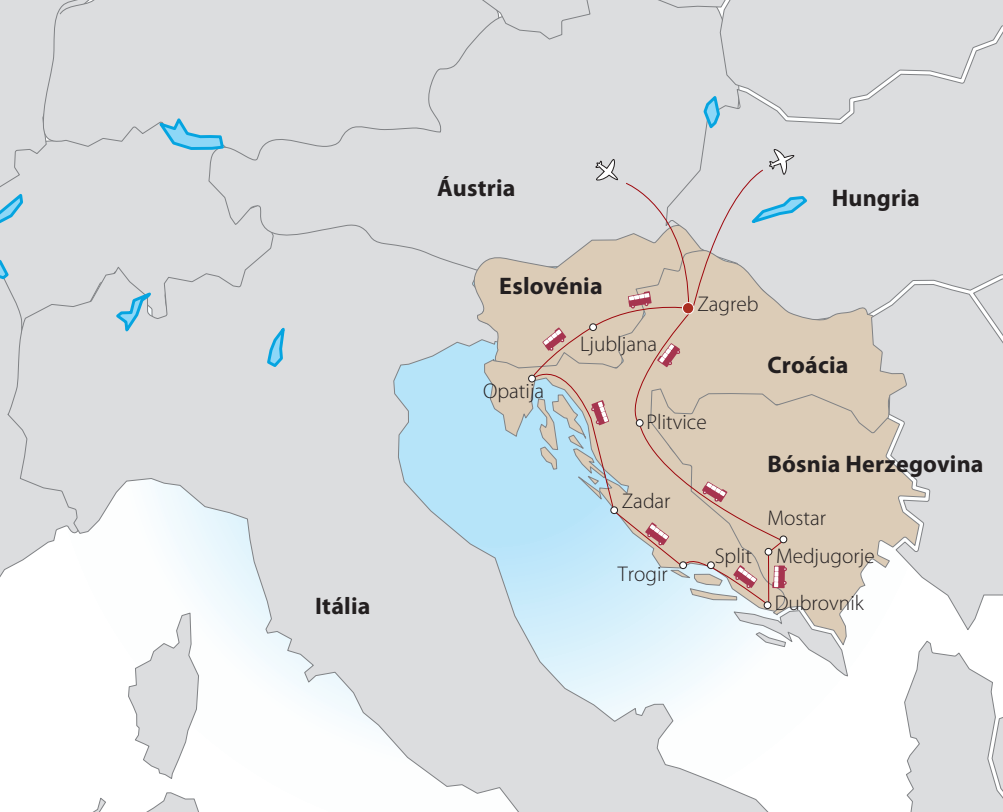 Áustria
Hungria
Eslovénia
Zagreb
Ljubljana
Croácia
Opatija
Plitvice
Bósnia Herzegovina
Zadar
Mostar
Split
Medjugorje
Trogir
Dubrovnik
Itália